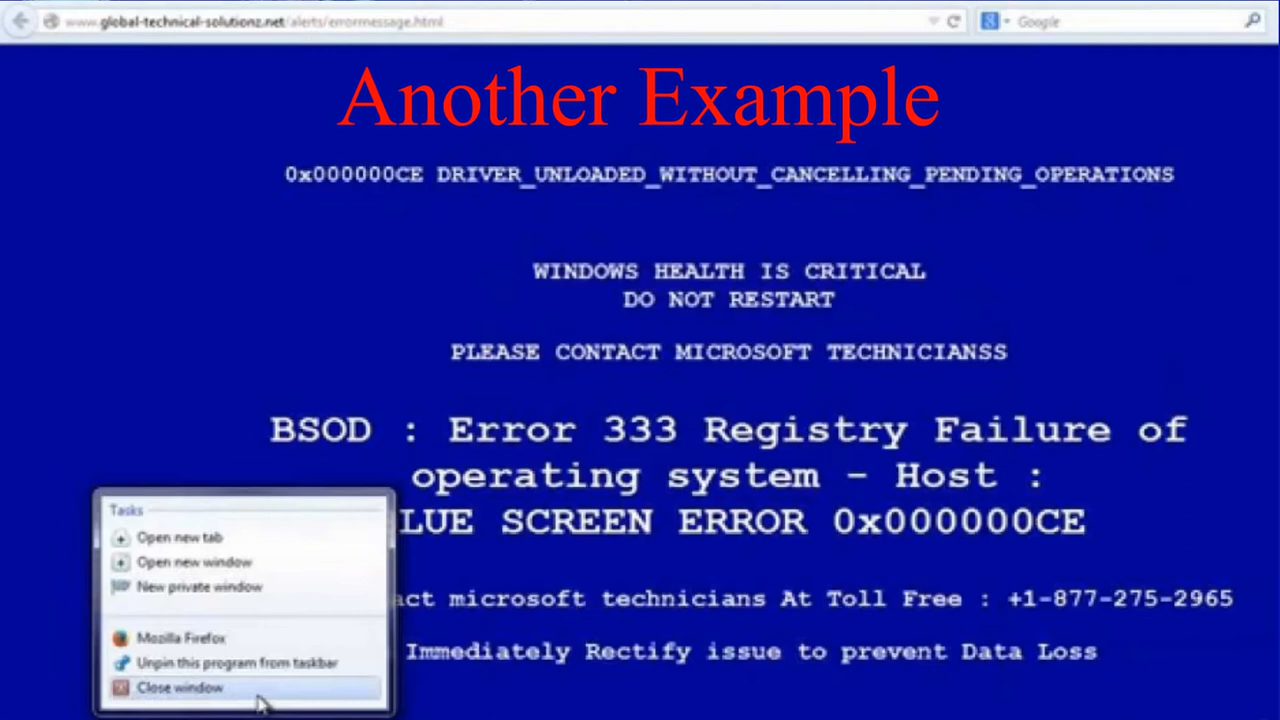 www.global-technical-solutionz.net/alerts/errormessage.html
Google
Another Example
0x000000CE DRIVER_UNLOADED_WITHOUT_CANCELLING_PENDING_OPERATIONS
WINDOWS HEALTH IS CRITICAL
DO NOT RESTART
PLEASE CONTACT MICROSOFT TECHNICIANSS
BSOD : Error 333 Registry Failure of
operating system - Host :
LUE SCREEN ERROR 0x000000CE
act microsoft technicians At Toll Free : +1-877-275-2965
Immediately Rectify issue to prevent Data Loss
Tasks
Open new tab
Open new window
New private window
Mozilla Firefox
Unpin this program from taskbar
Close window